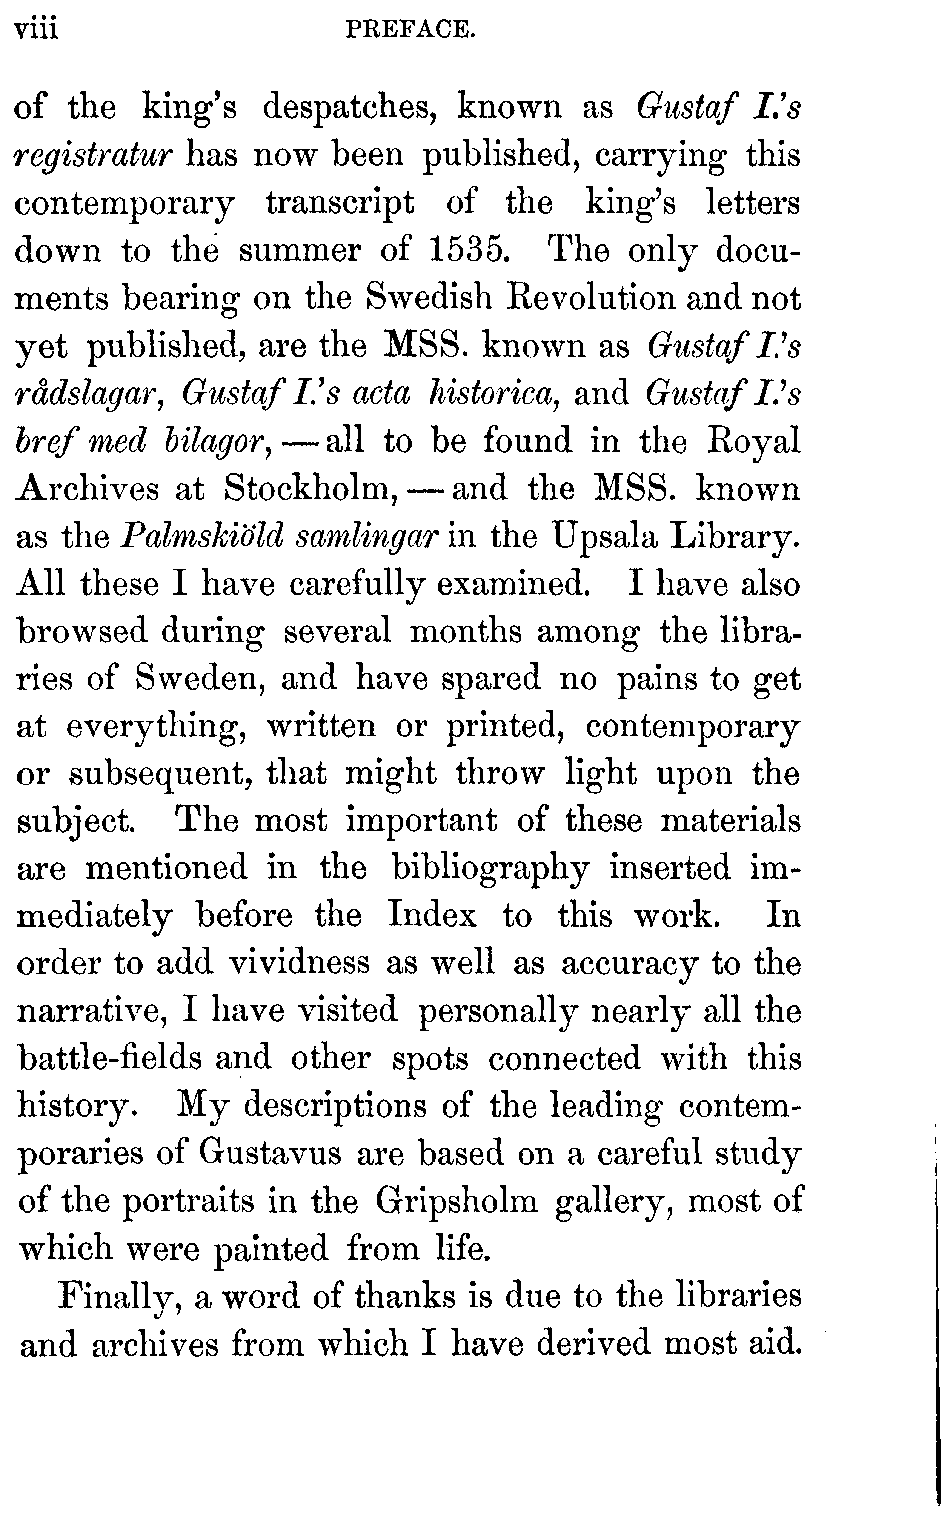 viii PREFACE.
of the king's despatches, known as Gustaf I.'s
registratur has now been published, carrying this
contemporary transcript of the king's letters
down to the summer of 1535. The only docu-
ments bearing on the Swedish Revolution and not
yet published, are the MSS. known as Gustaf I.'s
rådslagar, Gustaf I.'s acta historica, and Gustaf I.'s
bref med bilagor, — all to be found in the Royal
Archives at Stockholm, — and the MSS. known
as the Palmskiöld samlingar in the Upsala Library.
All these I have carefully examined. I have also
browsed during several months among the libra-
ries of Sweden, and have spared no pains to get
at everything, written or printed, contemporary
or subsequent, that might throw light upon the
subject. The most important of these materials
are mentioned in the bibliography inserted im-
mediately before the Index to this work. In
order to add vividness as well as accuracy to the
narrative, I have visited personally nearly all the
battle-fields and other spots connected with this
history. My descriptions of the leading contem-
poraries of Gustavus are based on a careful study
of the portraits in the Gripsholm gallery, most of
which were painted from life.
Finally, a word of thanks is due to the libraries
and archives from which I have derived most aid.